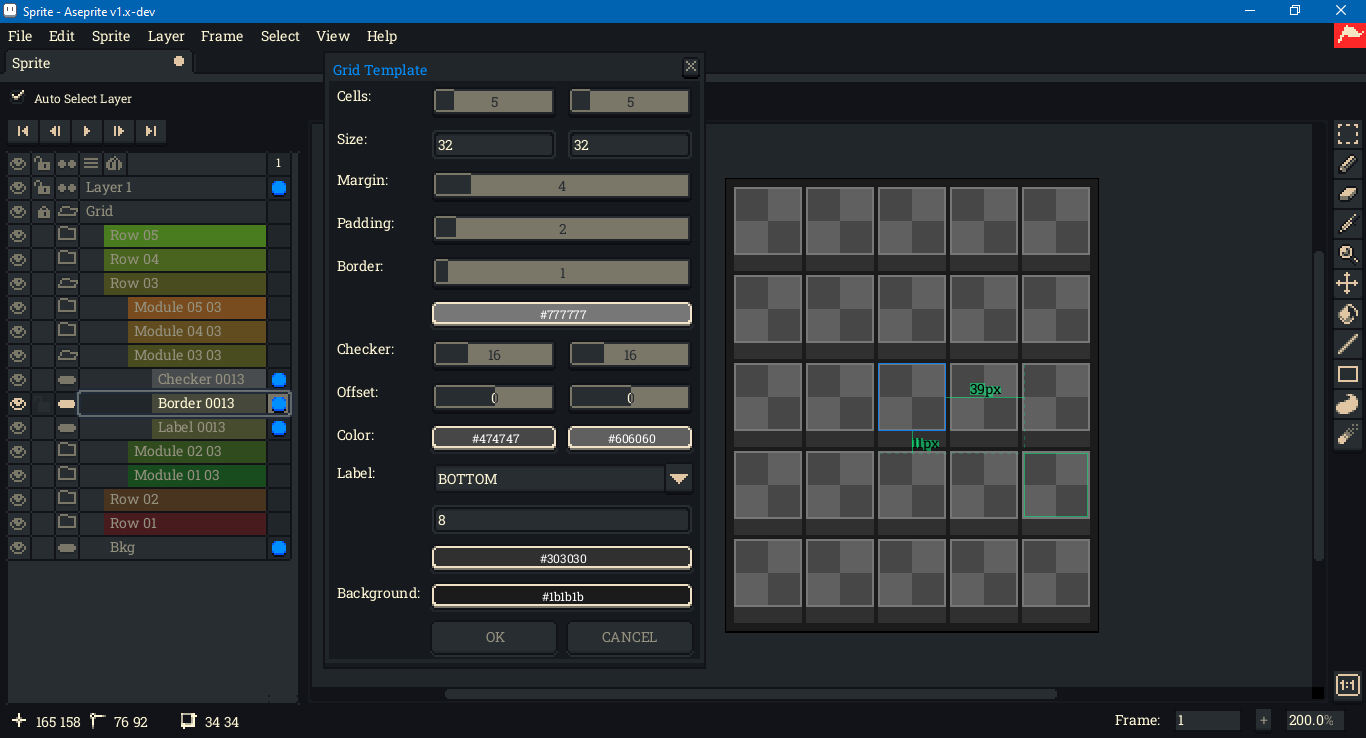 Sprite - Aseprite v1.x-dev
File Edit Sprite Layer Frame Select View Help
Sprite
Auto Select Layer
1
Layer 1
Grid
Row 05
Row 04
Row 03
Module 05 03
Module 04 03
Module 03 03
Checker 0013
Border 0013
Label 0013
Module 02 03
Module 01 03
Row 02
Row 01
Bkg
Grid Template
Cells: 5 5
Size: 32 32
Margin: 4
Padding: 2
Border: 1
#777777
Checker: 16 16
Offset: 0 0
Color: #474747 #606060
Label: BOTTOM
8
#303030
Background: #1b1b1b
OK CANCEL
39px
11px
1:1
165 158 76 92 34 34
Frame: 1 + 200.0%